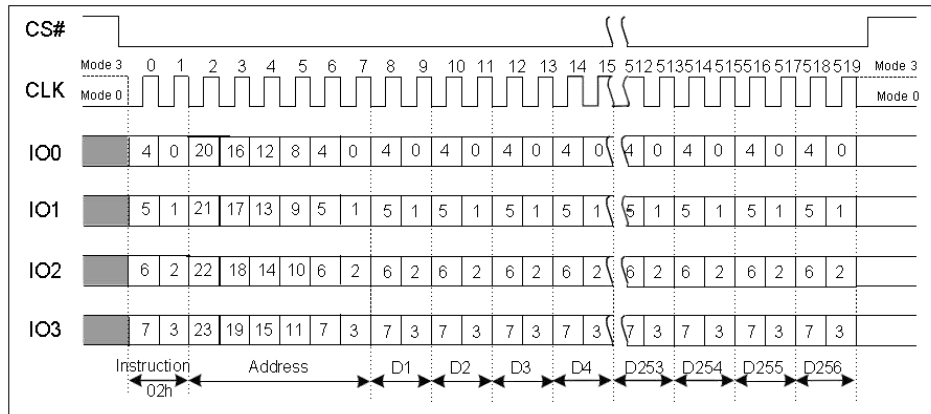 CS#
Mode 3 0 1 2 3 4 5 6 7 8 9 10 11 12 13 14 15 512 513 514 515 516 517 518 519 Mode 3
CLK Mode 0 Mode 0
IO0 4 0 20 16 12 8 4 0 4 0 4 0 4 0 4 0 4 0 4 0 4 0 4 0
IO1 5 1 21 17 13 9 5 1 5 1 5 1 5 1 5 1 5 1 5 1 5 1 5 1
IO2 6 2 22 18 14 10 6 2 6 2 6 2 6 2 6 2 6 2 6 2 6 2 6 2
IO3 7 3 23 19 15 11 7 3 7 3 7 3 7 3 7 3 7 3 7 3 7 3 7 3
Instruction Address D1 D2 D3 D4 D253 D254 D255 D256
02h